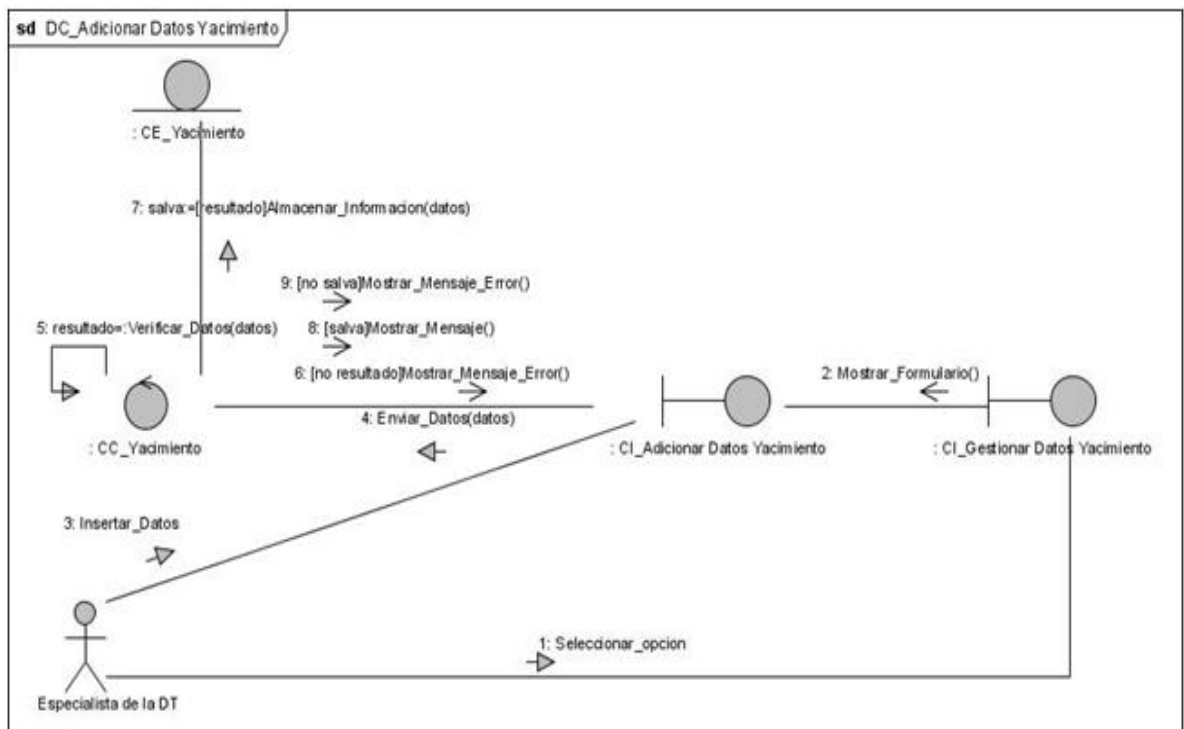 sd DC_Adicionar Datos Yacimiento
: CE_Yacimiento
7: salva:=[resultado]Almacenar_Informacion(datos)
9: [no salva]Mostrar_Mensaje_Error()
5: resultado=:Verificar_Datos(datos)
8: [salva]Mostrar_Mensaje()
6: [no resultado]Mostrar_Mensaje_Error()
2: Mostrar_Formulario()
4: Enviar_Datos(datos)
: CC_Yacimiento
: CI_Adicionar Datos Yacimiento
: CI_Gestionar Datos Yacimiento
3: Insertar_Datos
1: Seleccionar_opcion
Especialista de la DT